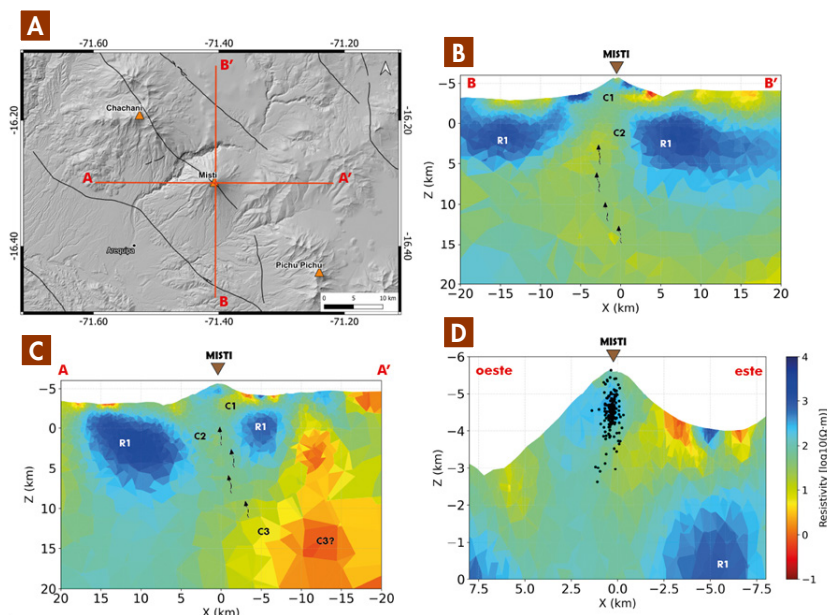 A
-71.60
-71.40
-71.20
B'
Chachani
-16.20
-16.20
A
Misti
A'
Arequipa
-16.40
-16.40
Pichu Pichu
B
0 5 10 km
-71.60
-71.40
-71.20
B
MISTI
B
B'
C1
C2
R1
R1
−5
0
5
10
15
20
Z (km)
−20 −15 −10 −5 0 5 10 15 20
X (km)
C
A
MISTI
A'
C1
R1
C2
R1
C3
C3?
−5
0
5
10
15
20
Z (km)
20 15 10 5 0 −5 −10 −15 −20
X (km)
D
MISTI
oeste
este
R1
−6
−5
−4
−3
−2
−1
0
Z (km)
7.5 5.0 2.5 0.0 −2.5 −5.0 −7.5
X (km)
4
3
2
1
0
−1
Resistivity [log10(Ω·m)]